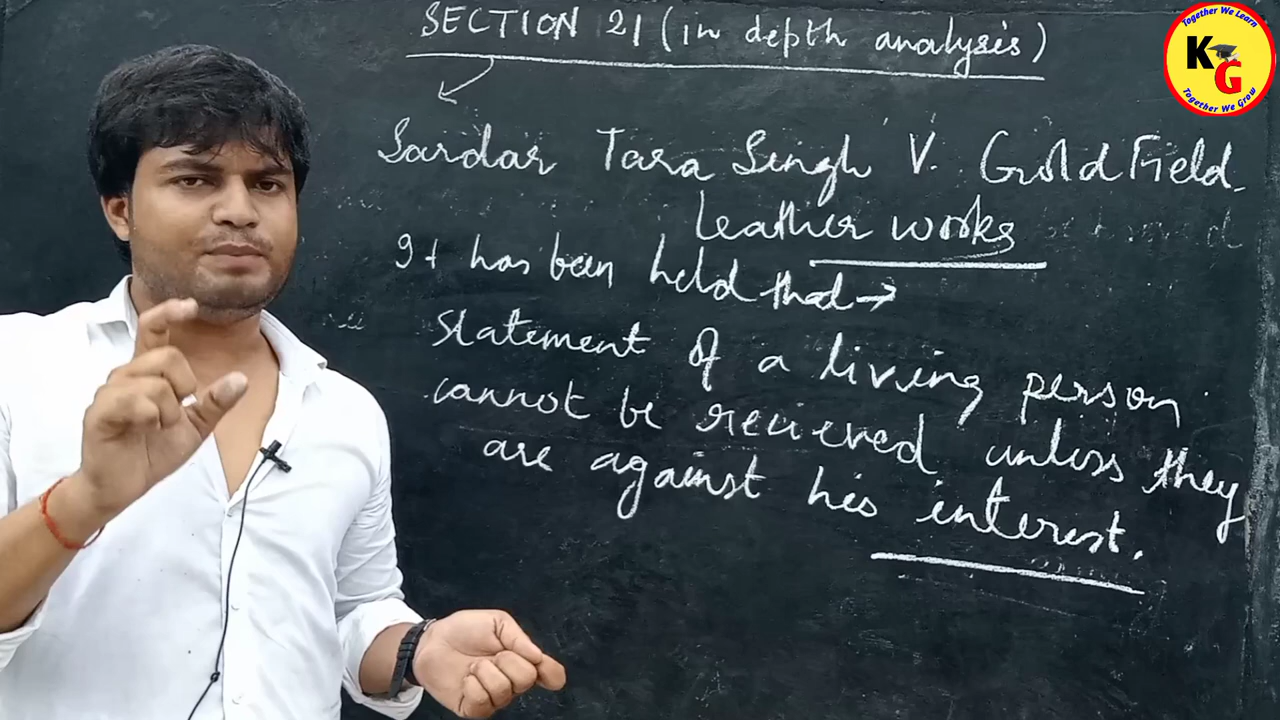 SECTION 21 (in depth analysis)
Sardar Tara Singh V. Gold Field
Leather works
It has been held that →
Statement of a living person
cannot be recieved unless they
are against his interest.
Together We Learn
KG
Together We Grow